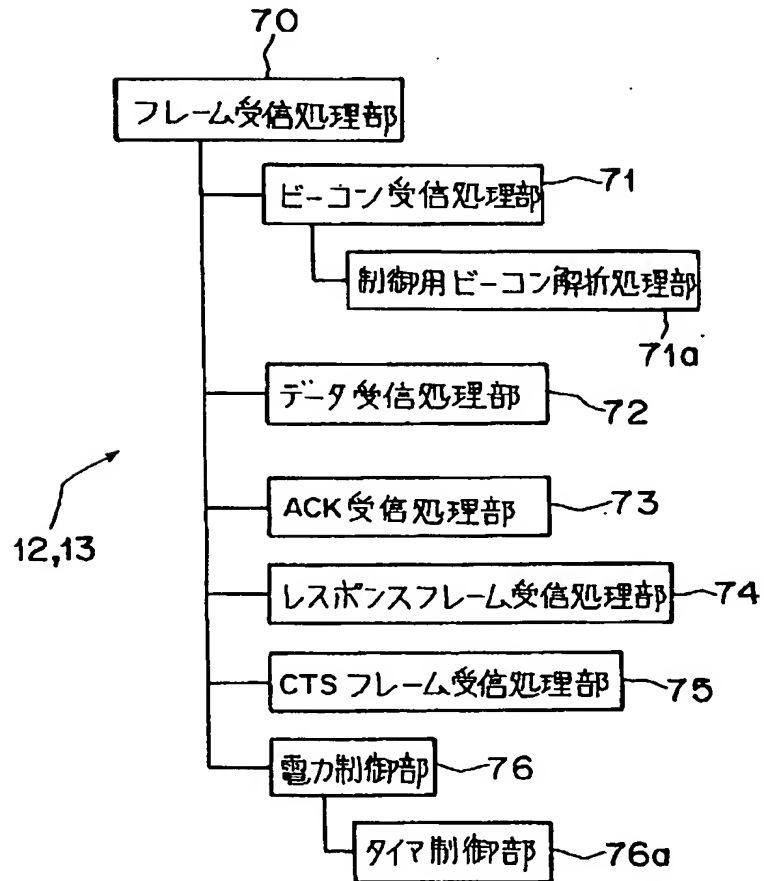 70
フレーム受信処理部
ビーコン受信処理部
71
制御用ビーコン解析処理部
71a
データ受信処理部
72
ACK受信処理部
73
12,13
レスポンスフレーム受信処理部
74
CTSフレーム受信処理部
75
電力制御部
76
タイマ制御部
76a